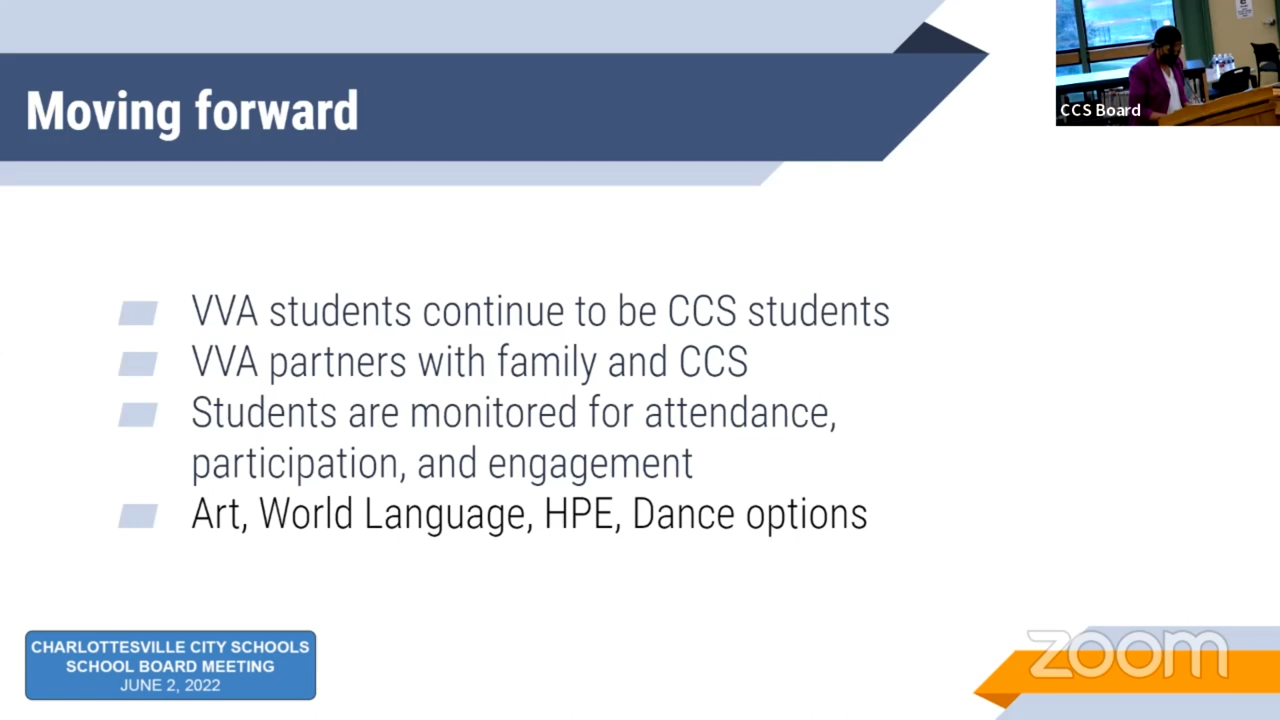 Moving forward
CCS Board
VVA students continue to be CCS students
VVA partners with family and CCS
Students are monitored for attendance,
participation, and engagement
Art, World Language, HPE, Dance options
CHARLOTTESVILLE CITY SCHOOLS
SCHOOL BOARD MEETING
JUNE 2, 2022
zoom